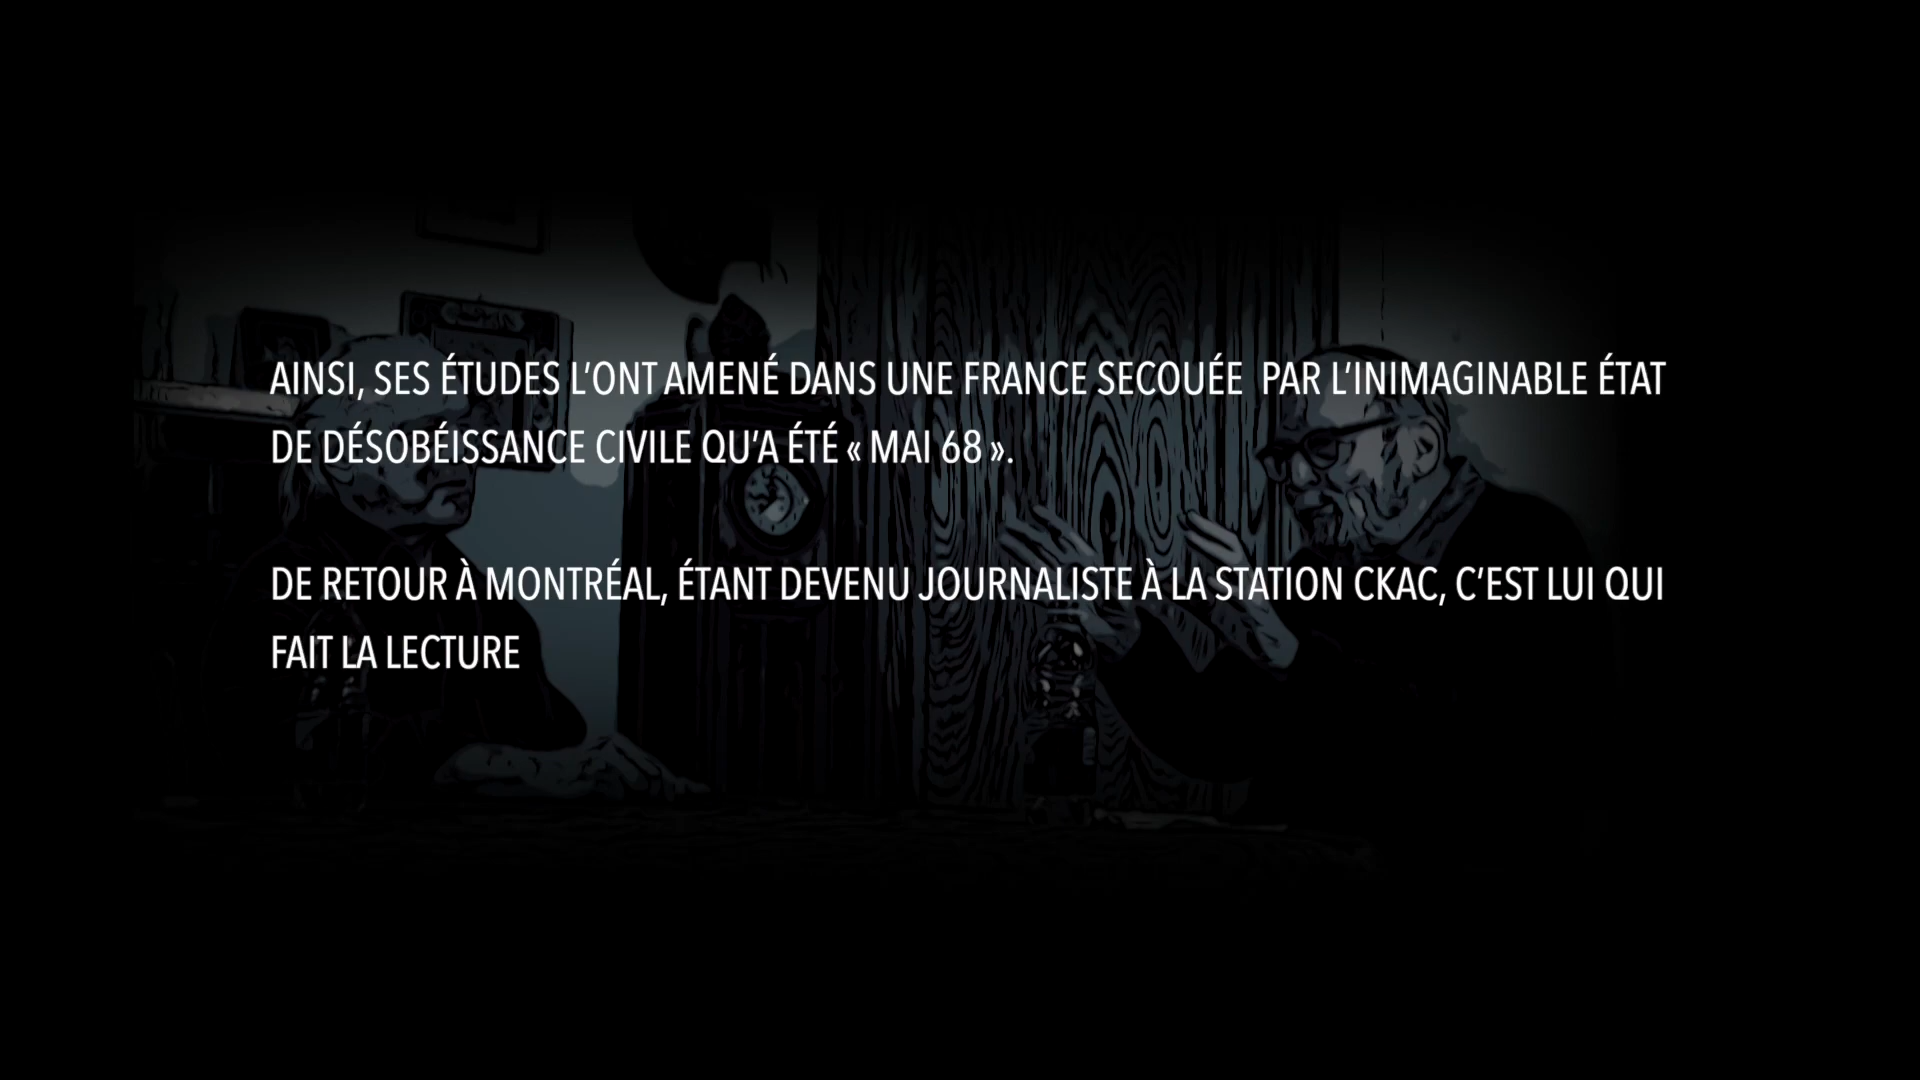 AINSI, SES ÉTUDES L’ONT AMENÉ DANS UNE FRANCE SECOUÉE  PAR L’INIMAGINABLE ÉTAT
DE DÉSOBÉISSANCE CIVILE QU’A ÉTÉ « MAI 68 ».
DE RETOUR À MONTRÉAL, ÉTANT DEVENU JOURNALISTE À LA STATION CKAC, C’EST LUI QUI
FAIT LA LECTURE